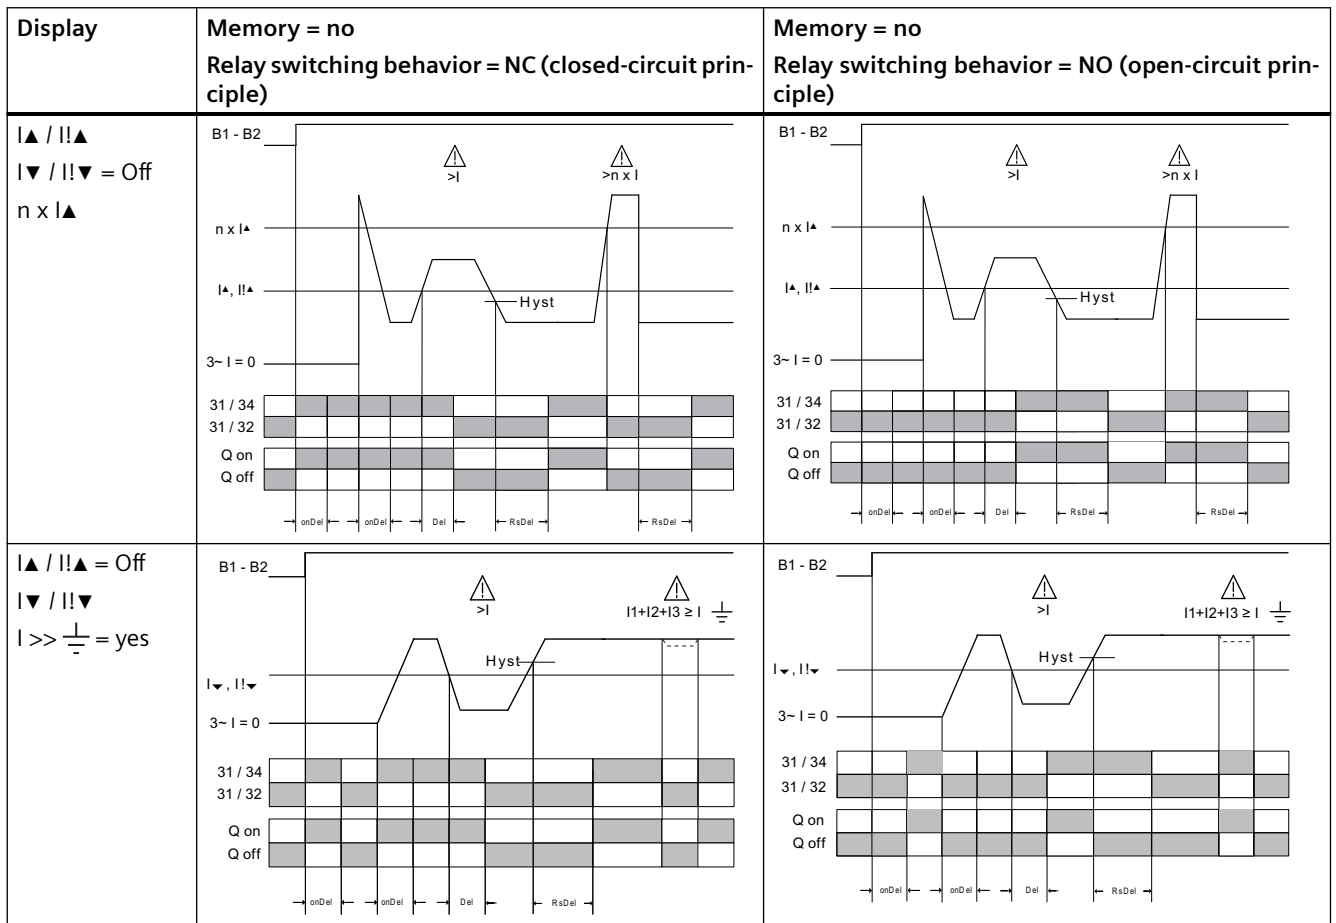 Display
Memory = no
Relay switching behavior = NC (closed-circuit prin-
ciple)
Memory = no
Relay switching behavior = NO (open-circuit prin-
ciple)
I▲ / I!▲
I▼ / I!▼ = Off
n x I▲
B1 - B2
>I
>n x I
n x I▲
I▲, I!▲
Hyst
3~ I = 0
31 / 34
31 / 32
Q on
Q off
onDel
onDel
Del
RsDel
RsDel
B1 - B2
>I
>n x I
n x I▲
I▲, I!▲
Hyst
3~ I = 0
31 / 34
31 / 32
Q on
Q off
onDel
onDel
Del
RsDel
RsDel
I▲ / I!▲ = Off
I▼ / I!▼
I >> ⏚ = yes
B1 - B2
>I
I1+I2+I3 ≥ I ⏚
Hyst
I▼, I!▼
3~ I = 0
31 / 34
31 / 32
Q on
Q off
onDel
onDel
Del
RsDel
B1 - B2
>I
I1+I2+I3 ≥ I ⏚
Hyst
I▼, I!▼
3~ I = 0
31 / 34
31 / 32
Q on
Q off
onDel
onDel
Del
RsDel